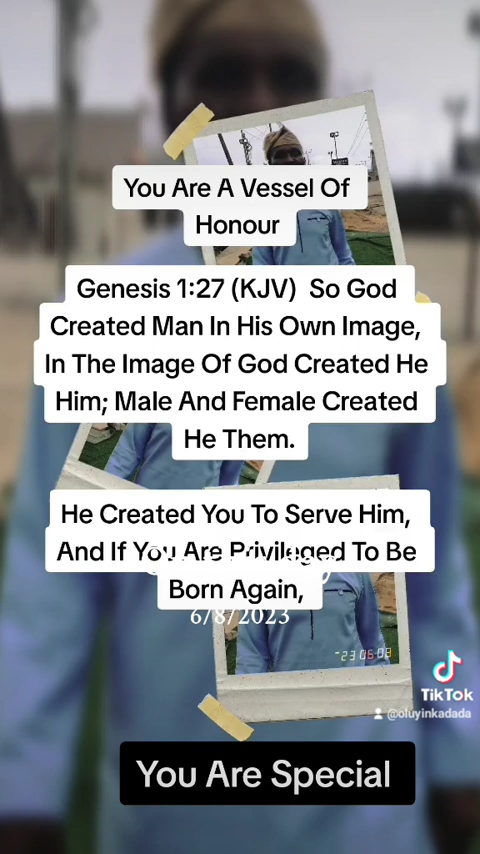 You Are A Vessel Of
Honour
Genesis 1:27 (KJV) So God
Created Man In His Own Image,
In The Image Of God Created He
Him; Male And Female Created
He Them.
He Created You To Serve Him,
And If You Are Privileged To Be
Born Again,
6/8/2023
-23 06 08
TikTok
@oluyinkadada
You Are Special